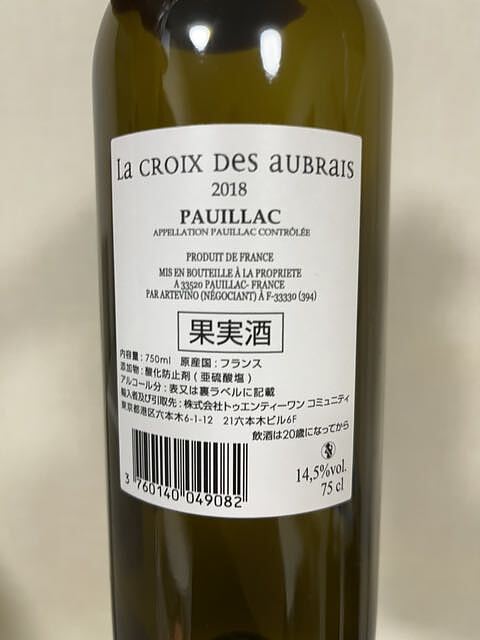 La CROIX Des aUBRAIS
2018
PAUILLAC
APPELLATION PAUILLAC CONTRÔLÉE
PRODUIT DE FRANCE
MIS EN BOUTEILLE À LA PROPRIETE
A 33520 PAUILLAC- FRANCE
PAR ARTEVINO (NÉGOCIANT) À F-33330 (394)
果実酒
内容量：750ml 原産国：フランス
添加物：酸化防止剤 ( 亜硫酸塩 )
アルコール分：表又は裏ラベルに記載
輸入者及び引取先：株式会社トゥエンティーワン コミュニティ
東京都港区六本木6-1-12 21六本木ビル6F
飲酒は20歳になってから
14,5%vol.
75 cl
3 760140 049082